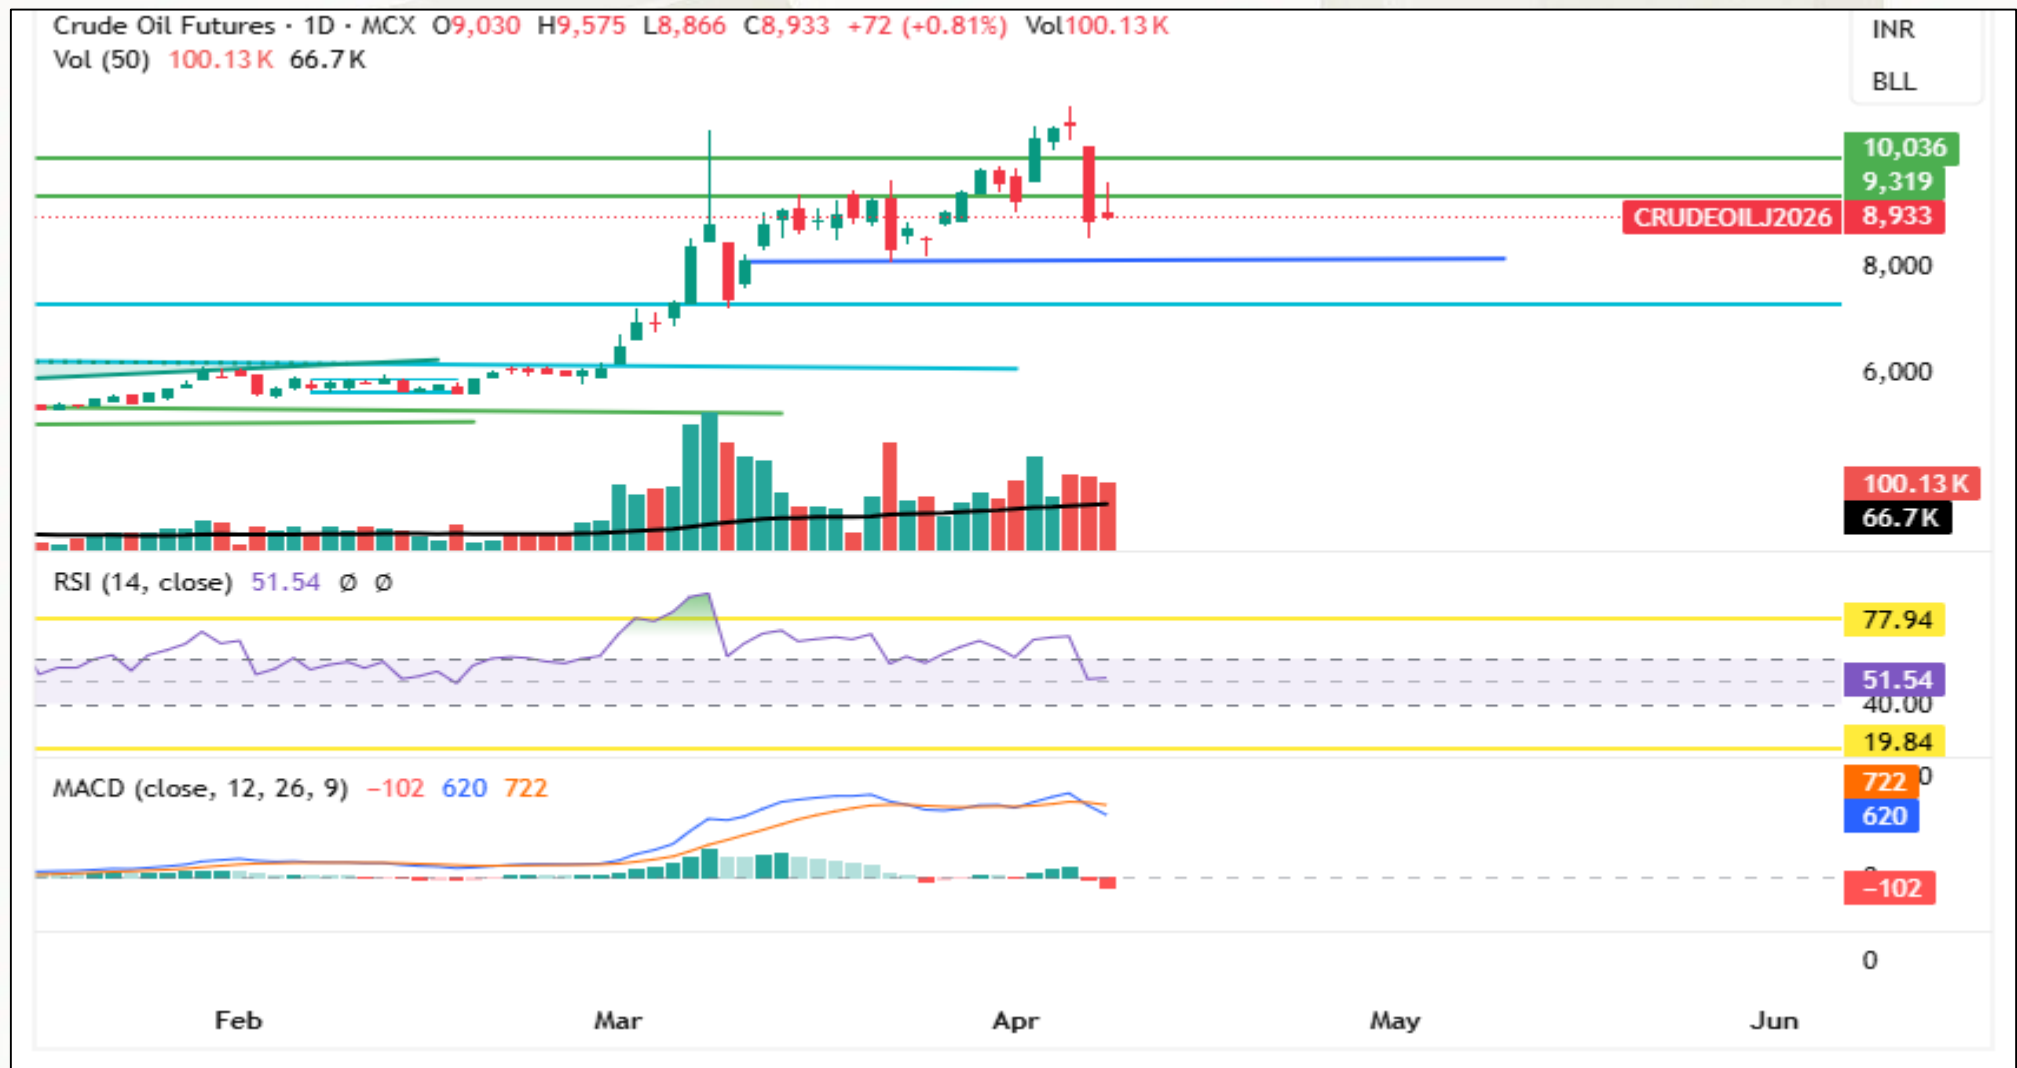 Crude Oil Futures · 1D · MCX O9,030 H9,575 L8,866 C8,933 +72 (+0.81%) Vol100.13 K
Vol (50) 100.13 K 66.7 K
INR
BLL
10,036
9,319
CRUDEOILJ2026 8,933
8,000
6,000
100.13 K
66.7 K
RSI (14, close) 51.54 Ø Ø
77.94
51.54
40.00
19.84
MACD (close, 12, 26, 9) −102 620 722
722
620
−102
0
Feb Mar Apr May Jun